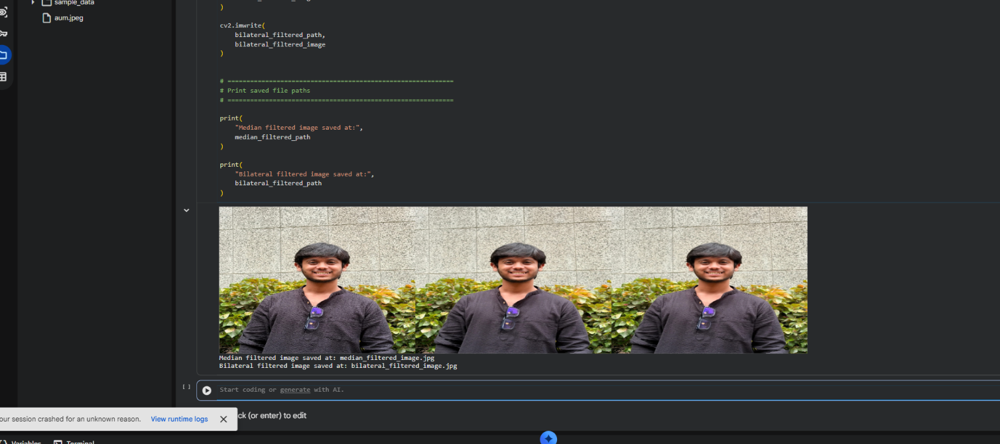 sample_data
aum.jpeg
)
cv2.imwrite(
    bilateral_filtered_path,
    bilateral_filtered_image
)
# ============================================================
# Print saved file paths
# ============================================================
print(
    "Median filtered image saved at:",
    median_filtered_path
)
print(
    "Bilateral filtered image saved at:",
    bilateral_filtered_path
)
Median filtered image saved at: median_filtered_image.jpg
Bilateral filtered image saved at: bilateral_filtered_image.jpg
[ ] Start coding or generate with AI.
our session crashed for an unknown reason. View runtime logs
ck (or enter) to edit
Variables Terminal